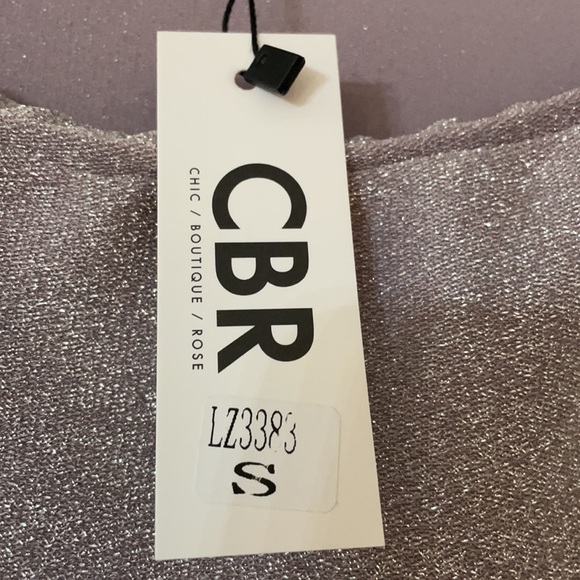 CBR
CHIC / BOUTIQUE / ROSE
LZ3383
S